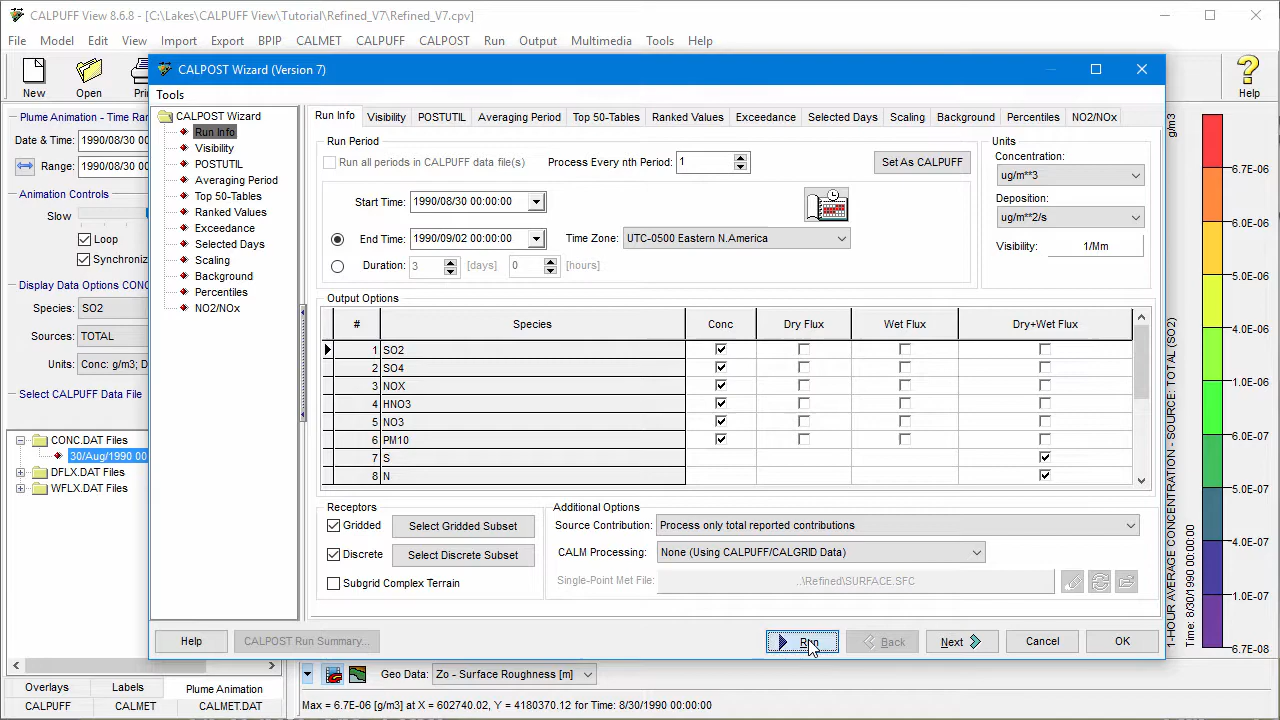 CALPUFF View 8.6.8 - [C:\Lakes\CALPUFF View\Tutorial\Refined_V7\Refined_V7.cpv]
File Model Edit View Import Export BPIP CALMET CALPUFF CALPOST Run Output Multimedia Tools Help
New Open Prin Help
Plume Animation - Time Ran
Date & Time: 1990/08/30 00
Range: 1990/08/30 00
Animation Controls
Slow
Loop
Synchroniz
Display Data Options CONC
Species: SO2
Sources: TOTAL
Units: Conc: g/m3; D
Select CALPUFF Data File
CONC.DAT Files
30/Aug/1990 00
DFLX.DAT Files
WFLX.DAT Files
Overlays Labels Plume Animation
CALPUFF CALMET CALMET.DAT
CALPOST Wizard (Version 7)
Tools
CALPOST Wizard
Run Info
Visibility
POSTUTIL
Averaging Period
Top 50-Tables
Ranked Values
Exceedance
Selected Days
Scaling
Background
Percentiles
NO2/NOx
Run Info Visibility POSTUTIL Averaging Period Top 50-Tables Ranked Values Exceedance Selected Days Scaling Background Percentiles NO2/NOx
Run Period
Run all periods in CALPUFF data file(s) Process Every nth Period: 1 Set As CALPUFF
Start Time: 1990/08/30 00:00:00
End Time: 1990/09/02 00:00:00 Time Zone: UTC-0500 Eastern N.America
Duration: 3 [days] 0 [hours]
Units
Concentration:
ug/m**3
Deposition:
ug/m**2/s
Visibility: 1/Mm
Output Options
# Species Conc Dry Flux Wet Flux Dry+Wet Flux
1 SO2
2 SO4
3 NOX
4 HNO3
5 NO3
6 PM10
7 S
8 N
Receptors
Gridded Select Gridded Subset
Discrete Select Discrete Subset
Subgrid Complex Terrain
Additional Options
Source Contribution: Process only total reported contributions
CALM Processing: None (Using CALPUFF/CALGRID Data)
Single-Point Met File: ..\Refined\SURFACE.SFC
Help CALPOST Run Summary... Run Back Next Cancel OK
Geo Data: Zo - Surface Roughness [m]
Max = 6.7E-06 [g/m3] at X = 602740.02, Y = 4180370.12 for Time: 8/30/1990 00:00:00
g/m3
6.7E-06
6.0E-06
5.0E-06
4.0E-06
1.0E-06
6.0E-07
5.0E-07
4.0E-07
1.0E-07
6.7E-08
1-HOUR AVERAGE CONCENTRATION - SOURCE: TOTAL (SO2)
Time: 8/30/1990 00:00:00